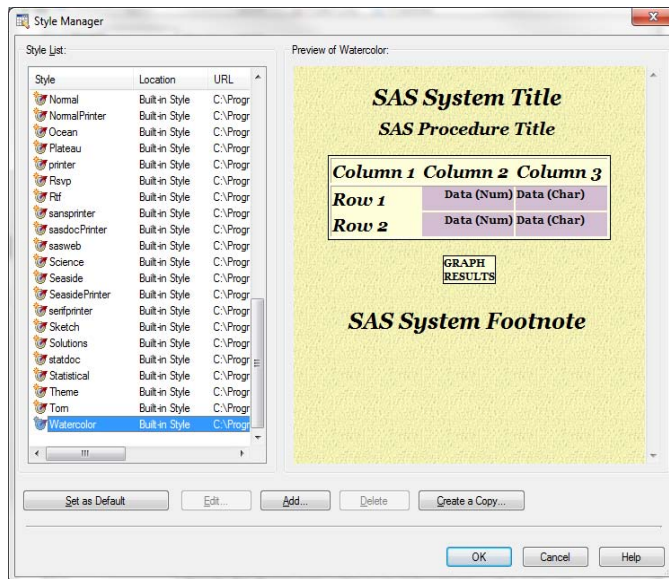 Style Manager
Style List:
Preview of Watercolor:
Style Location URL
Normal Built-in Style C:\Progr
NormalPrinter Built-in Style C:\Progr
Ocean Built-in Style C:\Progr
Plateau Built-in Style C:\Progr
printer Built-in Style C:\Progr
Rsvp Built-in Style C:\Progr
Rtf Built-in Style C:\Progr
sansprinter Built-in Style C:\Progr
sasdocPrinter Built-in Style C:\Progr
sasweb Built-in Style C:\Progr
Science Built-in Style C:\Progr
Seaside Built-in Style C:\Progr
SeasidePrinter Built-in Style C:\Progr
serifprinter Built-in Style C:\Progr
Sketch Built-in Style C:\Progr
Solutions Built-in Style C:\Progr
statdoc Built-in Style C:\Progr
Statistical Built-in Style C:\Progr
Theme Built-in Style C:\Progr
Torn Built-in Style C:\Progr
Watercolor Built-in Style C:\Progr
SAS System Title
SAS Procedure Title
Column 1 Column 2 Column 3
Row 1 Data (Num) Data (Char)
Row 2 Data (Num) Data (Char)
GRAPH
RESULTS
SAS System Footnote
Set as Default Edit... Add... Delete Create a Copy...
OK Cancel Help